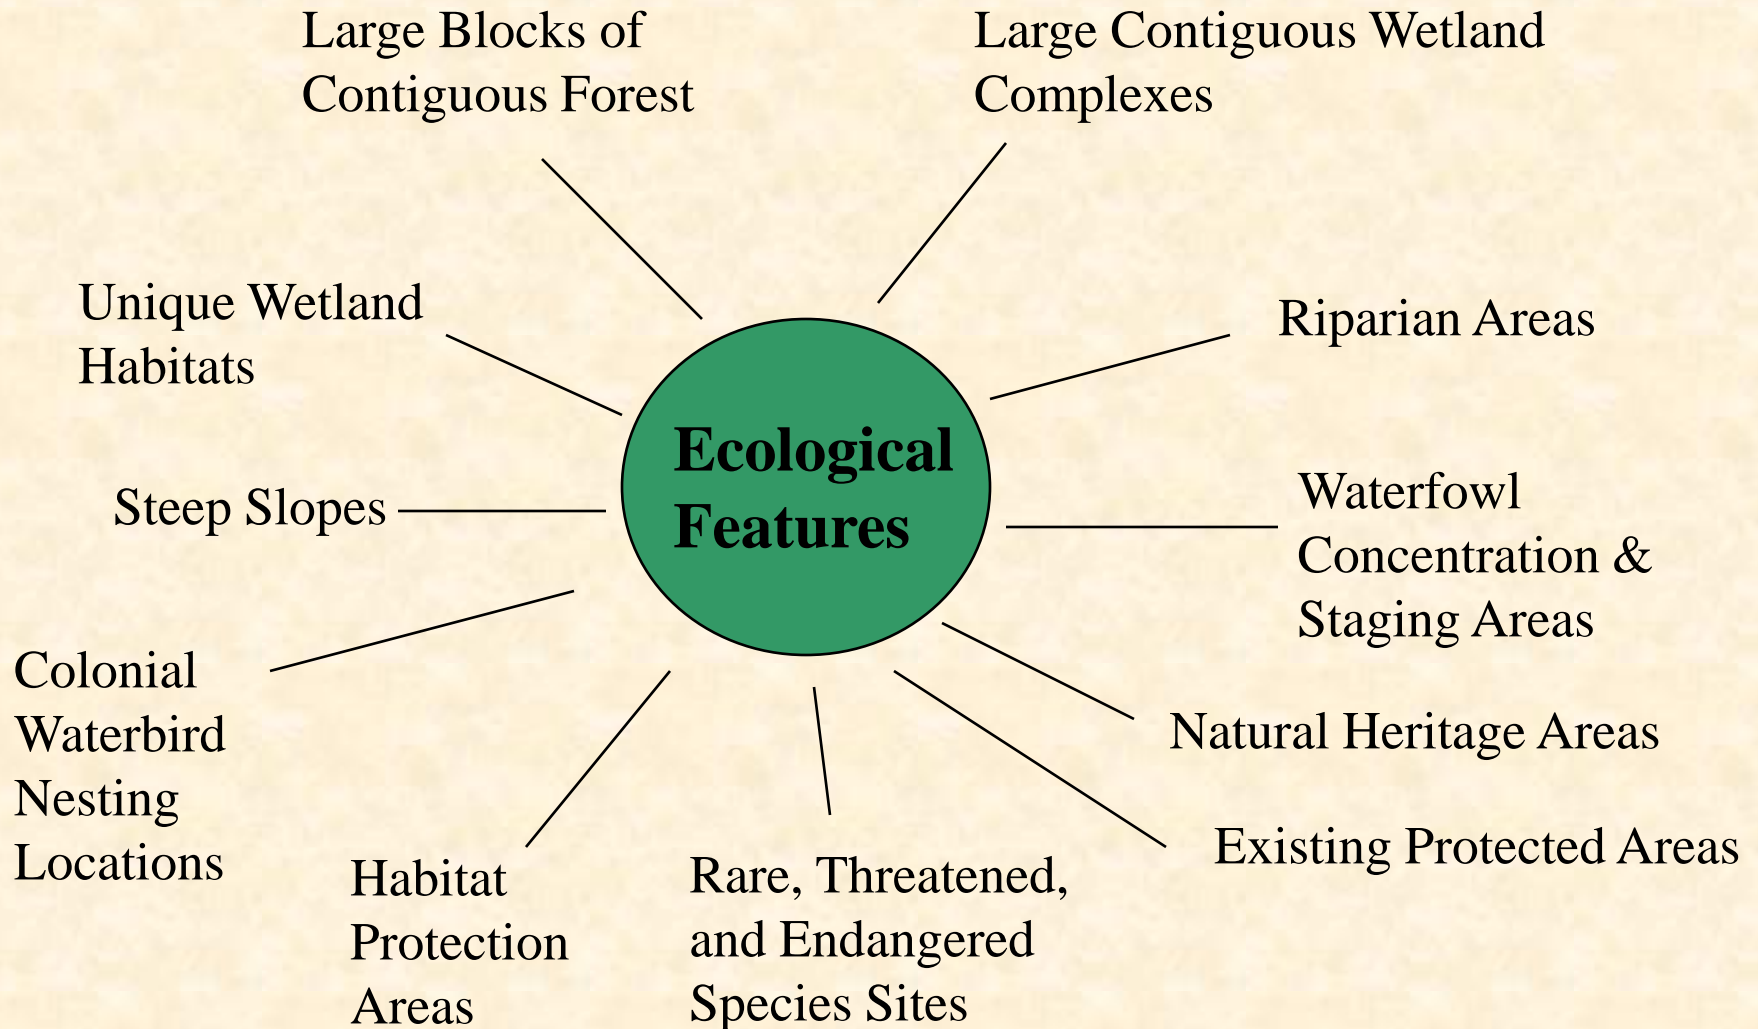 Large Blocks of
Contiguous Forest
Large Contiguous Wetland
Complexes
Unique Wetland
Habitats
Riparian Areas
Ecological
Features
Steep Slopes
Waterfowl
Concentration &
Staging Areas
Colonial
Waterbird
Nesting
Locations
Natural Heritage Areas
Existing Protected Areas
Habitat
Protection
Areas
Rare, Threatened,
and Endangered
Species Sites